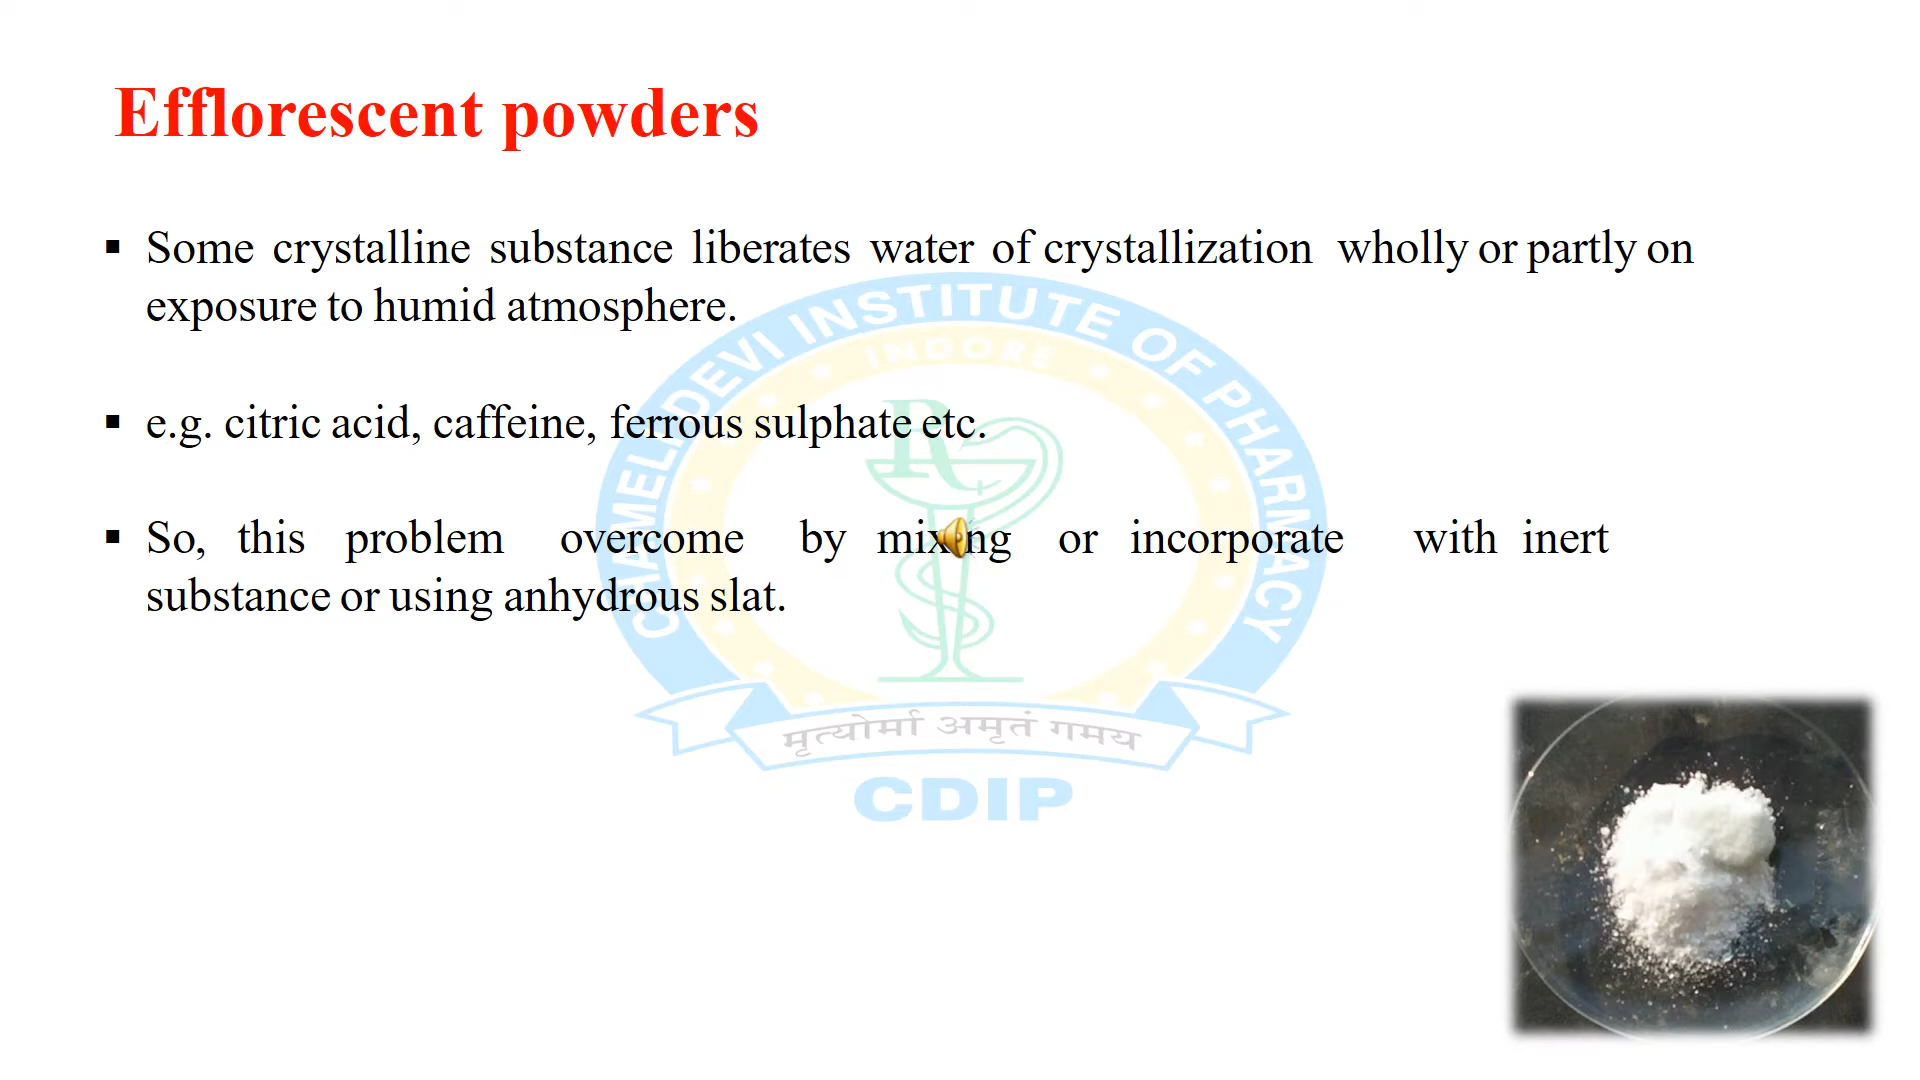 Efflorescent powders
▪ Some crystalline substance liberates water of crystallization wholly or partly on
exposure to humid atmosphere.
▪ e.g. citric acid, caffeine, ferrous sulphate etc.
▪ So, this problem overcome by mixing or incorporate with inert
substance or using anhydrous slat.
CHAMELIDEVI INSTITUTE OF PHARMACY
INDORE
Rx
मृत्योर्मा अमृतं गमय
CDIP